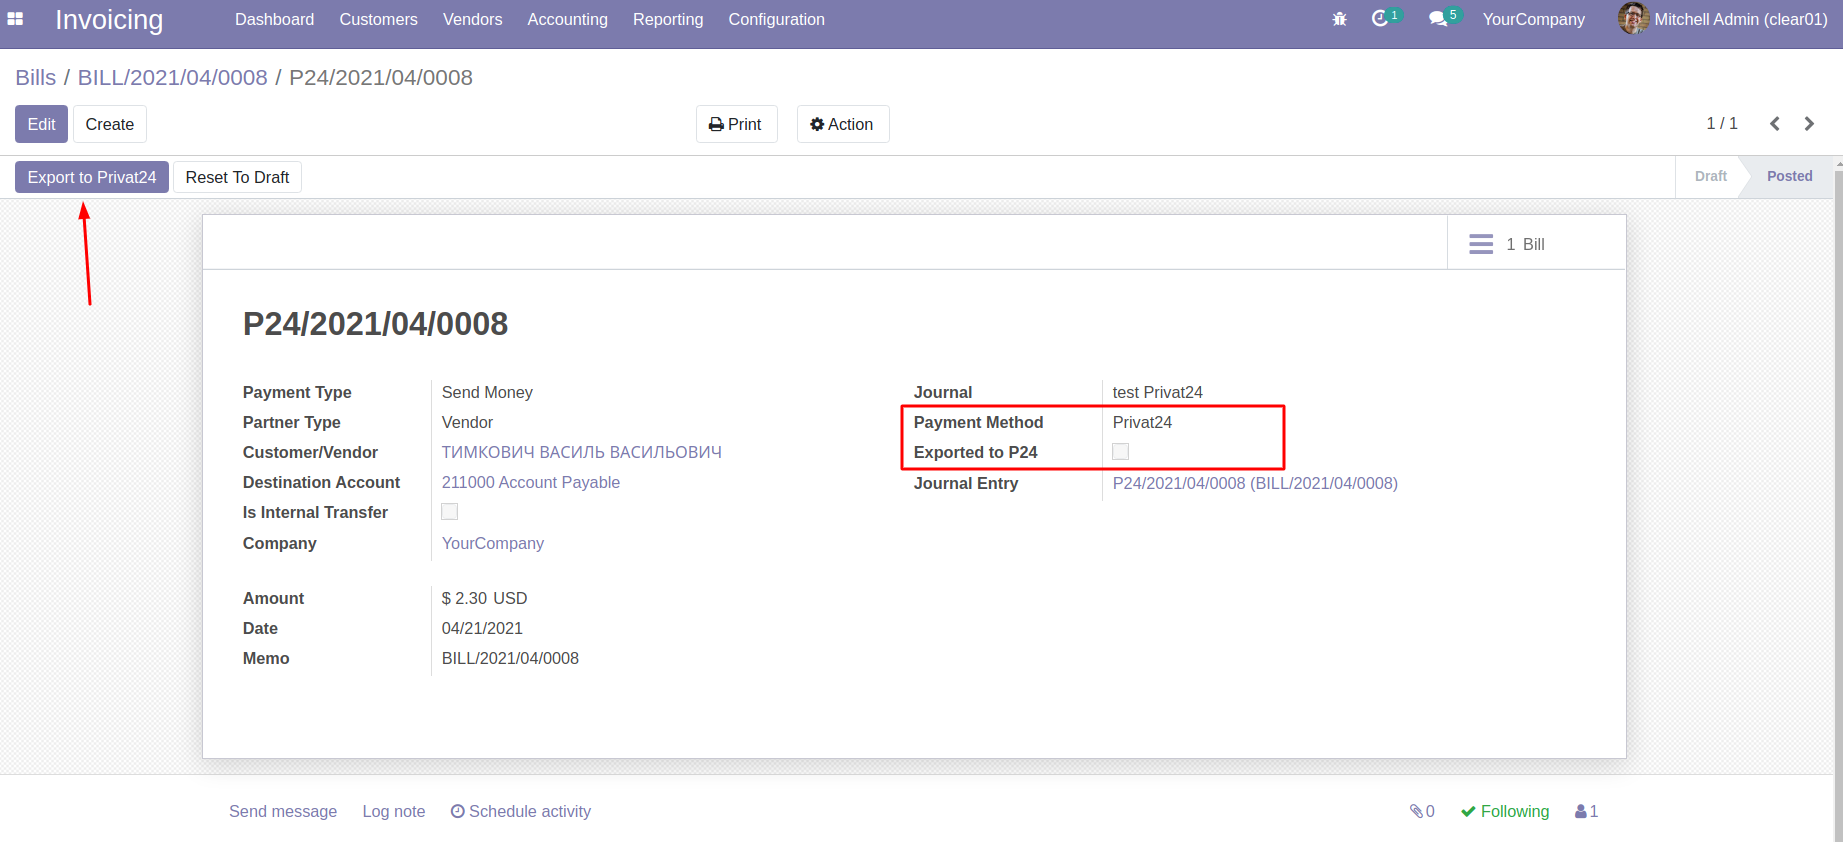 Invoicing Dashboard Customers Vendors Accounting Reporting Configuration 1 5 YourCompany Mitchell Admin (clear01)
Bills / BILL/2021/04/0008 / P24/2021/04/0008
Edit Create Print Action 1 / 1
Export to Privat24 Reset To Draft Draft Posted
1 Bill
P24/2021/04/0008
Payment Type Send Money Journal test Privat24
Partner Type Vendor Payment Method Privat24
Customer/Vendor ТИМКОВИЧ ВАСИЛЬ ВАСИЛЬОВИЧ Exported to P24
Destination Account 211000 Account Payable Journal Entry P24/2021/04/0008 (BILL/2021/04/0008)
Is Internal Transfer
Company YourCompany
Amount $ 2.30 USD
Date 04/21/2021
Memo BILL/2021/04/0008
Send message Log note Schedule activity 0 Following 1